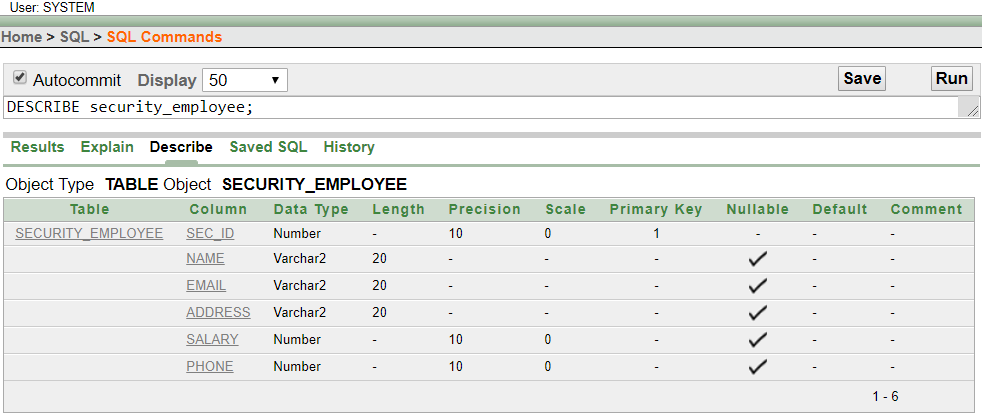 User: SYSTEM
Home > SQL > SQL Commands
Autocommit Display 50 Save Run
DESCRIBE security_employee;
Results Explain Describe Saved SQL History
Object Type TABLE Object SECURITY_EMPLOYEE
Table Column Data Type Length Precision Scale Primary Key Nullable Default Comment
SECURITY_EMPLOYEE SEC_ID Number - 10 0 1 - - -
NAME Varchar2 20 - - - ✓ - -
EMAIL Varchar2 20 - - - ✓ - -
ADDRESS Varchar2 20 - - - ✓ - -
SALARY Number - 10 0 - ✓ - -
PHONE Number - 10 0 - ✓ - -
1 - 6